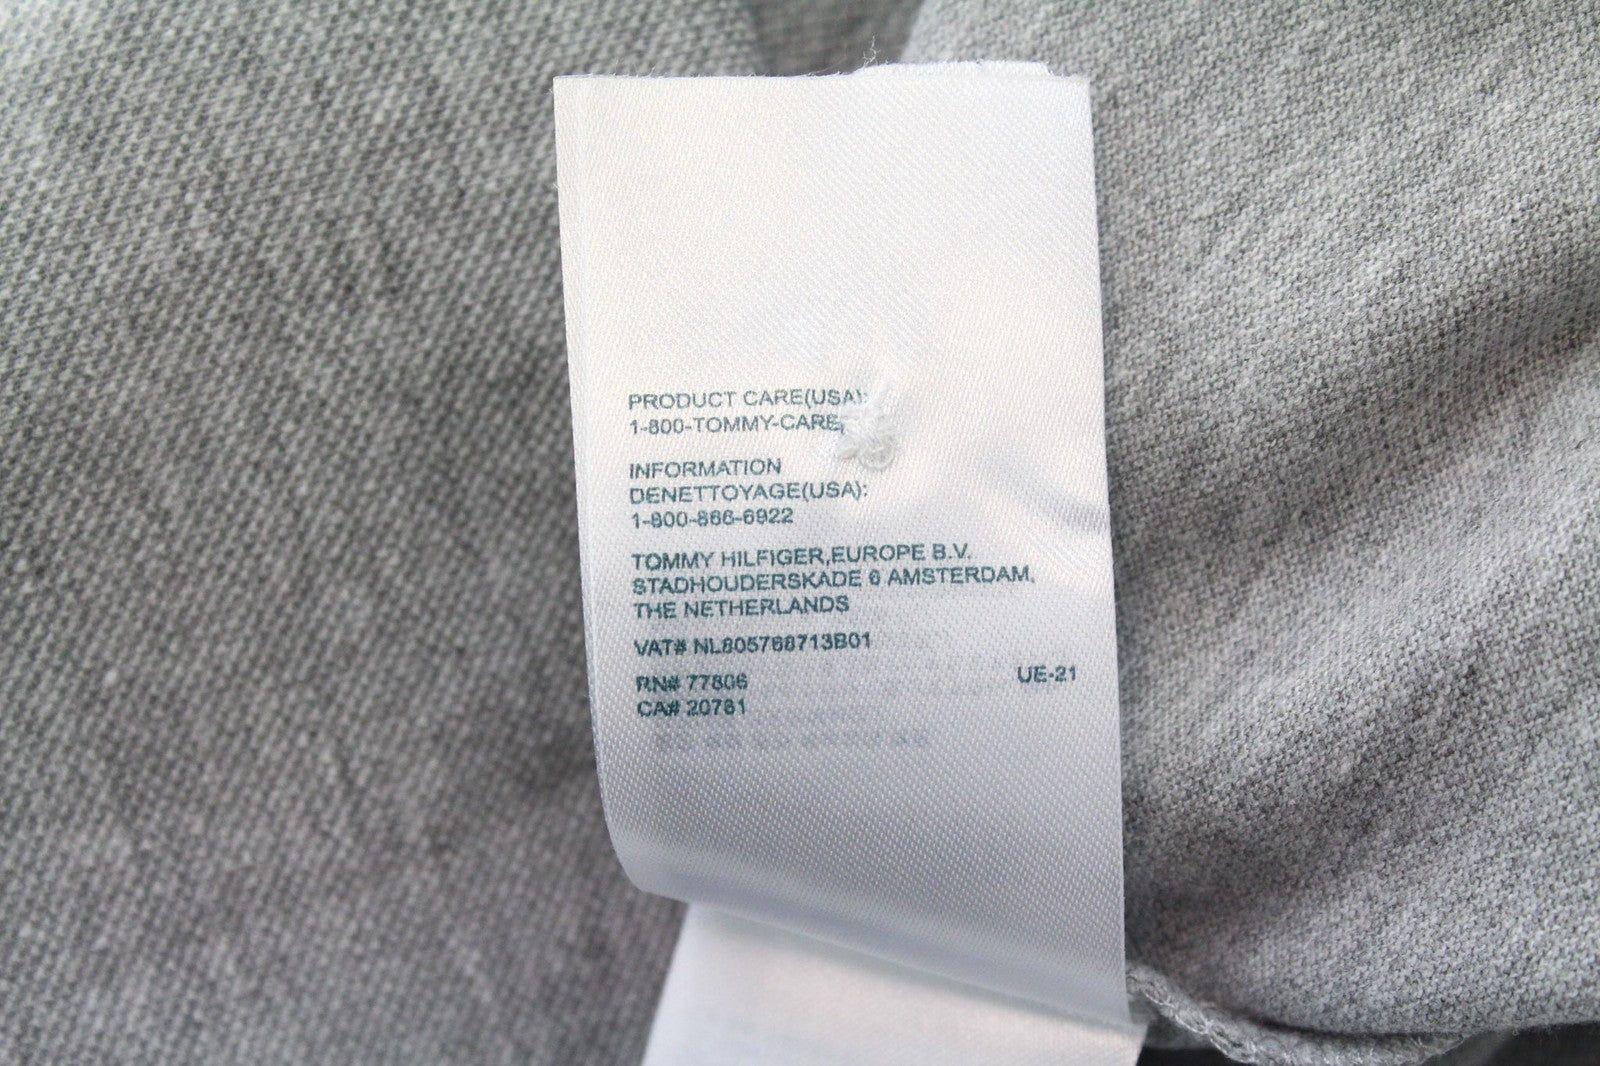 PRODUCT CARE(USA):
1-800-TOMMY-CARE,
INFORMATION
DENETTOYAGE(USA):
1-800-866-6922
TOMMY HILFIGER,EUROPE B.V.
STADHOUDERSKADE 6 AMSTERDAM,
THE NETHERLANDS
VAT# NL805768713B01
RN# 77806
UE-21
CA# 20781